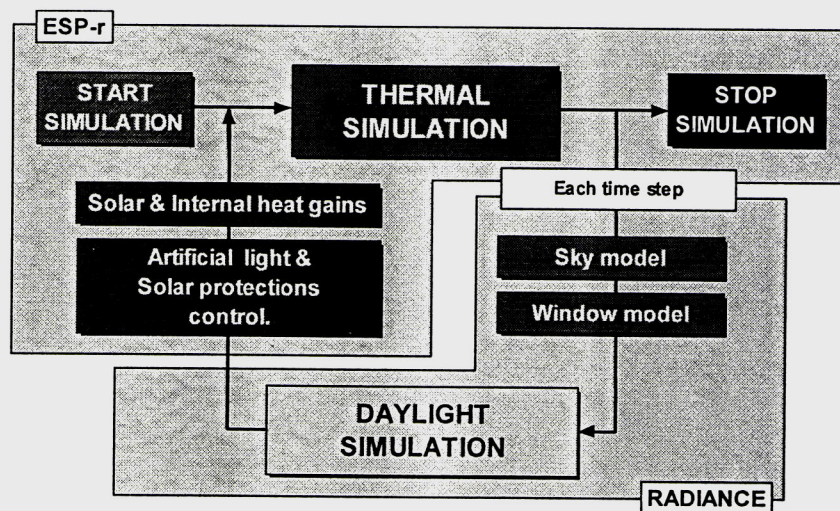 ESP-r
START
SIMULATION
THERMAL
SIMULATION
STOP
SIMULATION
Each time step
Solar & Internal heat gains
Artificial light &
Solar protections
control.
Sky model
Window model
DAYLIGHT
SIMULATION
RADIANCE